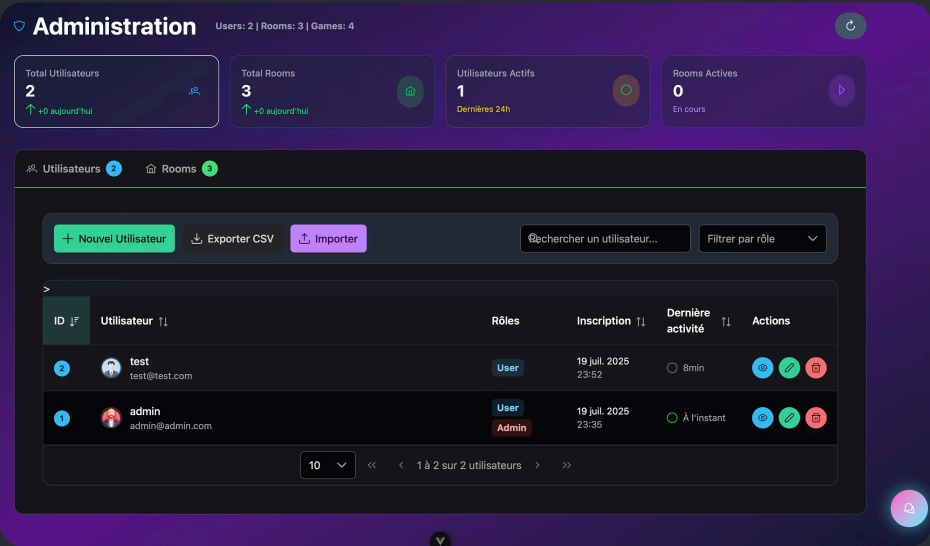 Administration
Users: 2 | Rooms: 3 | Games: 4
Total Utilisateurs
2
+0 aujourd'hui
Total Rooms
3
+0 aujourd'hui
Utilisateurs Actifs
1
Dernières 24h
Rooms Actives
0
En cours
Utilisateurs 2
Rooms 3
Nouvel Utilisateur
Exporter CSV
Importer
Rechercher un utilisateur...
Filtrer par rôle
>
ID
Utilisateur
Rôles
Inscription
Dernière
activité
Actions
2
test
test@test.com
User
19 juil. 2025
23:52
8min
1
admin
admin@admin.com
User
Admin
19 juil. 2025
23:35
À l'instant
10
1 à 2 sur 2 utilisateurs